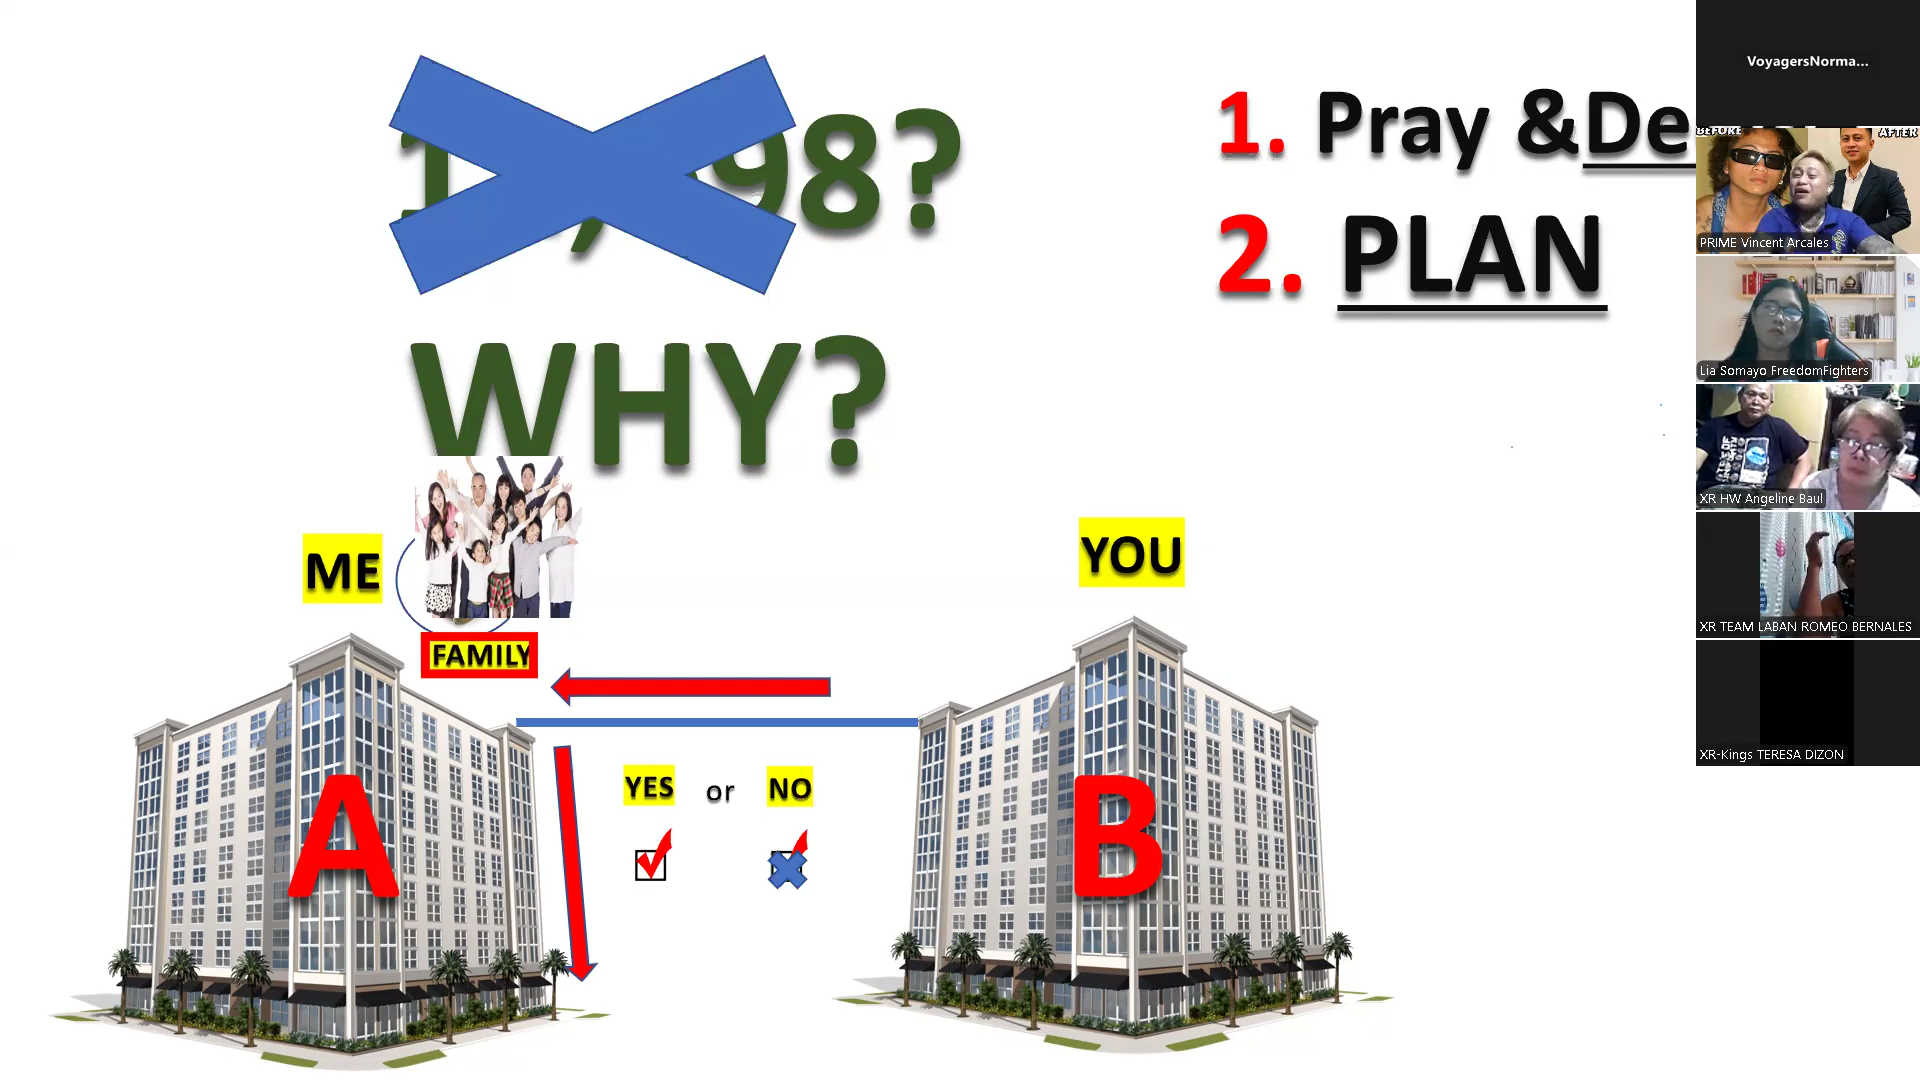 98?
WHY?
1. Pray &De
2. PLAN
ME
YOU
FAMILY
YES or NO
A
B
VoyagersNorma...
BEFORE
AFTER
PRIME Vincent Arcales
Lia Somayo FreedomFighters
XR HW Angeline Baul
XR TEAM LABAN ROMEO BERNALES
XR-Kings TERESA DIZON